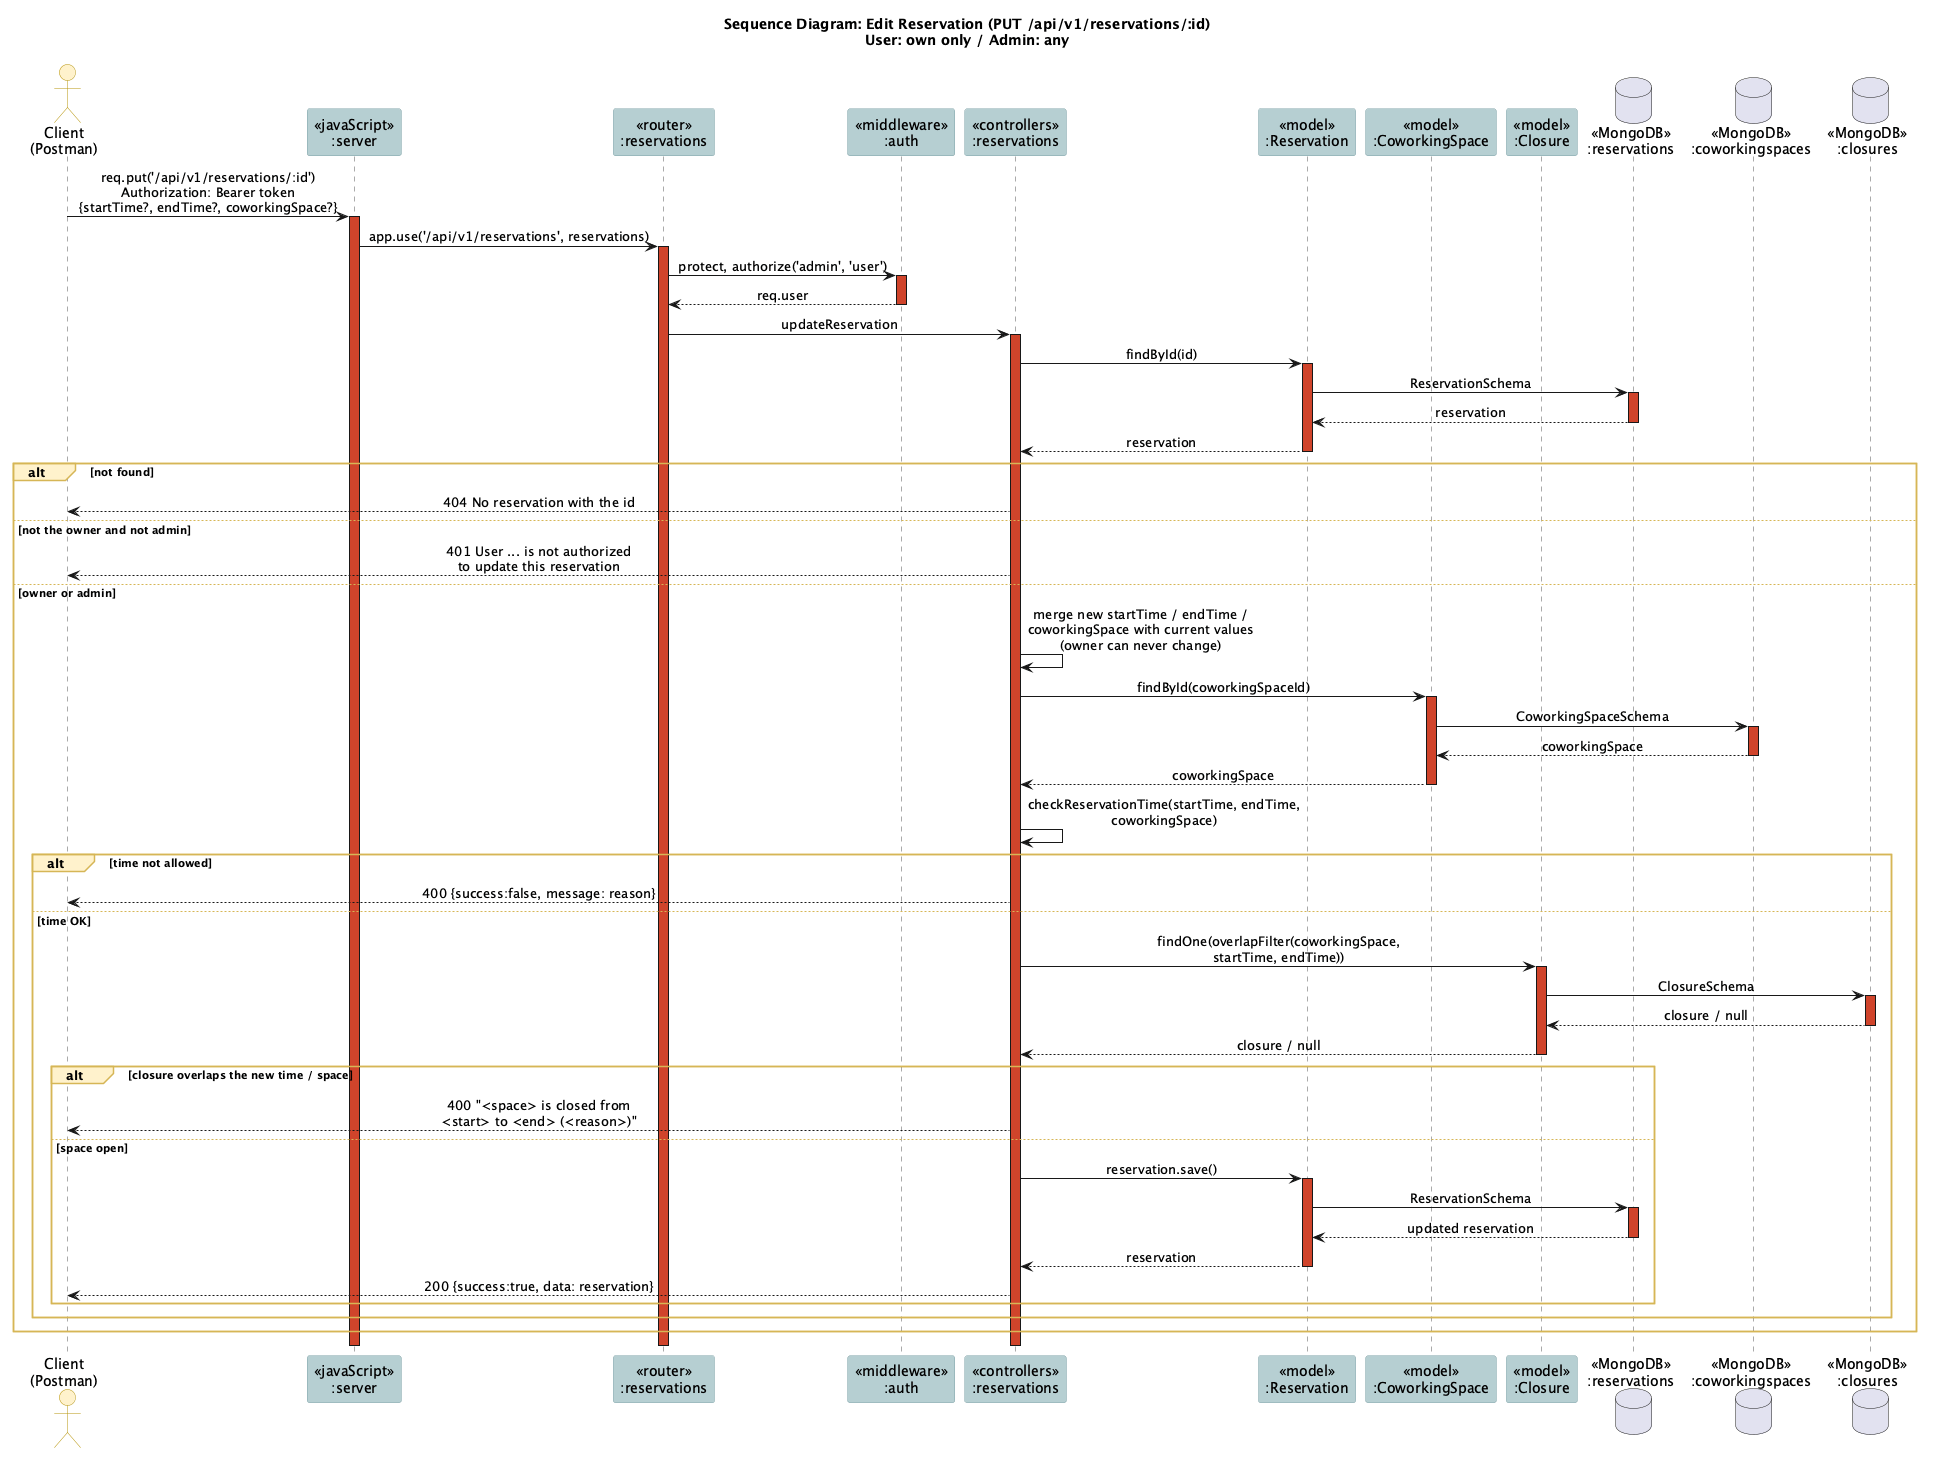 Sequence Diagram: Edit Reservation (PUT /api/v1/reservations/:id)
User: own only / Admin: any
Client
(Postman)
«javaScript»
:server
«router»
:reservations
«middleware»
:auth
«controllers»
:reservations
«model»
:Reservation
«model»
:CoworkingSpace
«model»
:Closure
«MongoDB»
:reservations
«MongoDB»
:coworkingspaces
«MongoDB»
:closures
req.put('/api/v1/reservations/:id')
Authorization: Bearer token
{startTime?, endTime?, coworkingSpace?}
app.use('/api/v1/reservations', reservations)
protect, authorize('admin', 'user')
req.user
updateReservation
findById(id)
ReservationSchema
reservation
reservation
alt
[not found]
404 No reservation with the id
[not the owner and not admin]
401 User ... is not authorized
to update this reservation
[owner or admin]
merge new startTime / endTime /
coworkingSpace with current values
(owner can never change)
findById(coworkingSpaceId)
CoworkingSpaceSchema
coworkingSpace
coworkingSpace
checkReservationTime(startTime, endTime,
coworkingSpace)
alt
[time not allowed]
400 {success:false, message: reason}
[time OK]
findOne(overlapFilter(coworkingSpace,
startTime, endTime))
ClosureSchema
closure / null
closure / null
alt
[closure overlaps the new time / space]
400 "<space> is closed from
<start> to <end> (<reason>)"
[space open]
reservation.save()
ReservationSchema
updated reservation
reservation
200 {success:true, data: reservation}
Client
(Postman)
«javaScript»
:server
«router»
:reservations
«middleware»
:auth
«controllers»
:reservations
«model»
:Reservation
«model»
:CoworkingSpace
«model»
:Closure
«MongoDB»
:reservations
«MongoDB»
:coworkingspaces
«MongoDB»
:closures